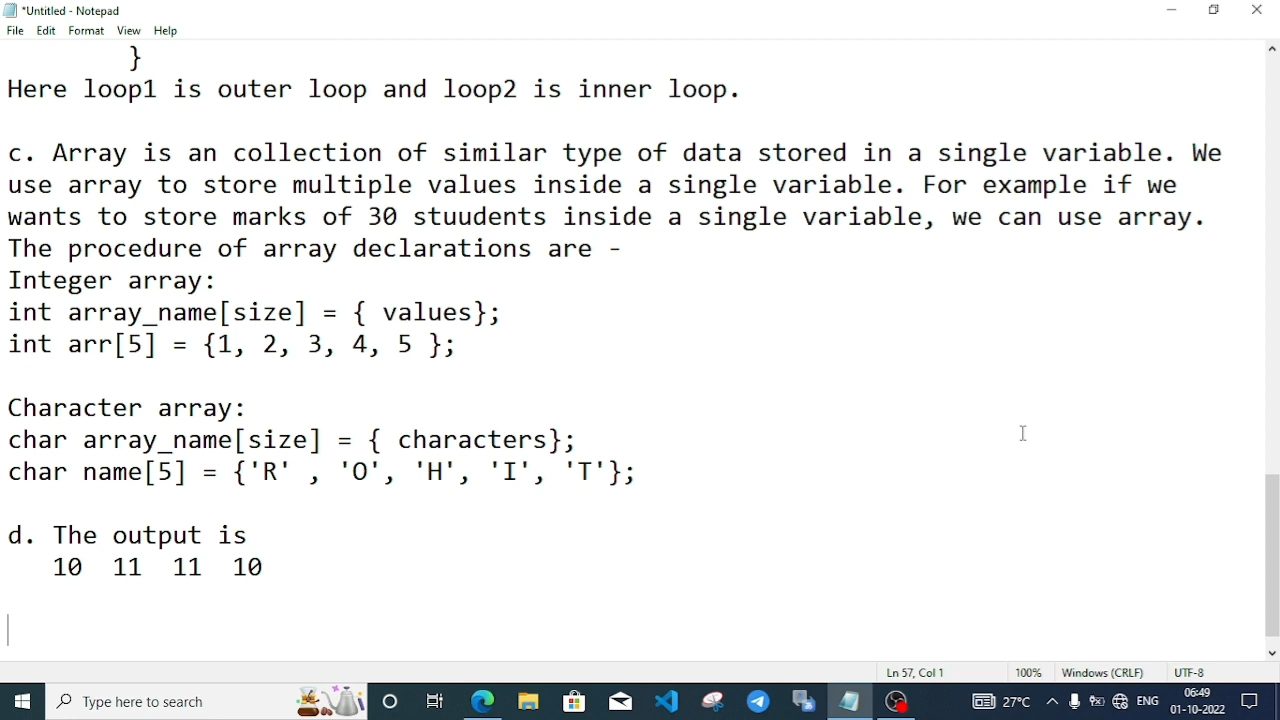 *Untitled - Notepad
File Edit Format View Help
}
Here loop1 is outer loop and loop2 is inner loop.
c. Array is an collection of similar type of data stored in a single variable. We
use array to store multiple values inside a single variable. For example if we
wants to store marks of 30 stuudents inside a single variable, we can use array.
The procedure of array declarations are -
Integer array:
int array_name[size] = { values};
int arr[5] = {1, 2, 3, 4, 5 };
Character array:
char array_name[size] = { characters};
char name[5] = {'R' , 'O', 'H', 'I', 'T'};
d. The output is
10 11 11 10
Ln 57, Col 1 100% Windows (CRLF) UTF-8
Type here to search 27°C ENG 06:49
01-10-2022